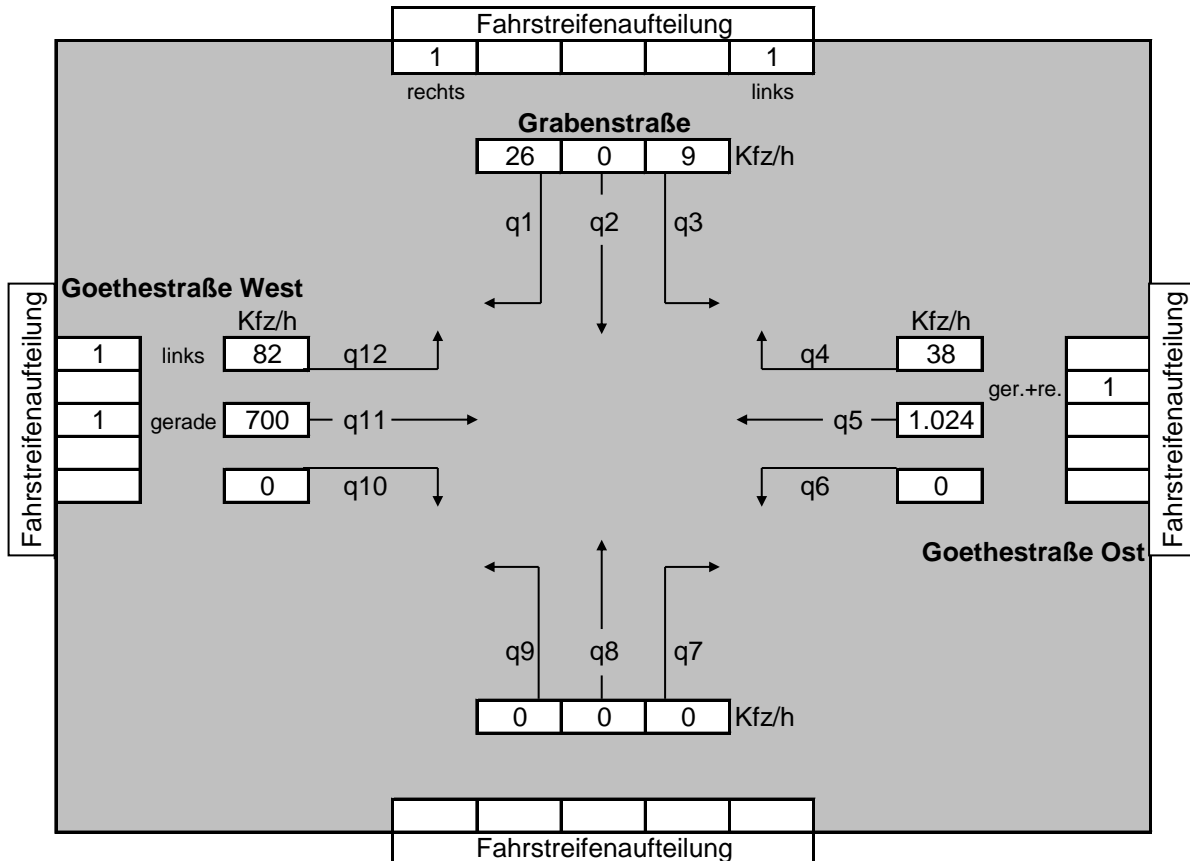 Fahrstreifenaufteilung
1 1
rechts links
Grabenstraße
26 0 9 Kfz/h
q1 q2 q3
Fahrstreifenaufteilung
Goethestraße West
Kfz/h
1 links 82 q12
1 gerade 700 q11
0 q10
Kfz/h
q4 38
ger.+re. 1
q5 1.024
q6 0
Goethestraße Ost
Fahrstreifenaufteilung
q9 q8 q7
0 0 0 Kfz/h
Fahrstreifenaufteilung